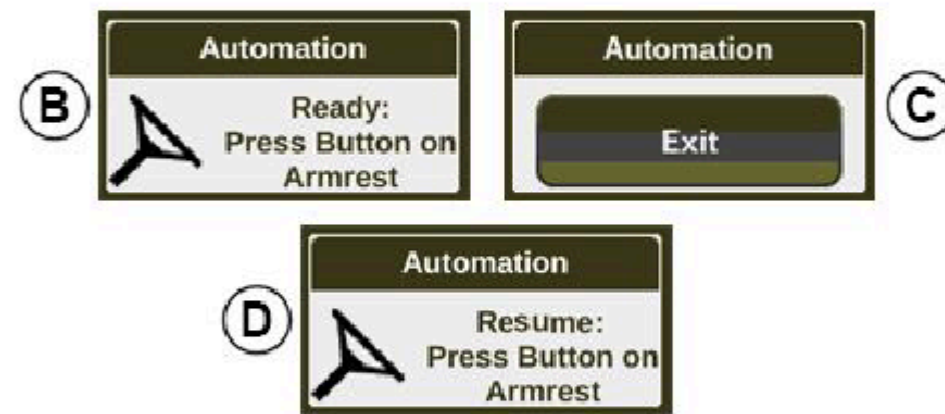 B
Automation
Ready:
Press Button on
Armrest
Automation
Exit
C
D
Automation
Resume:
Press Button on
Armrest